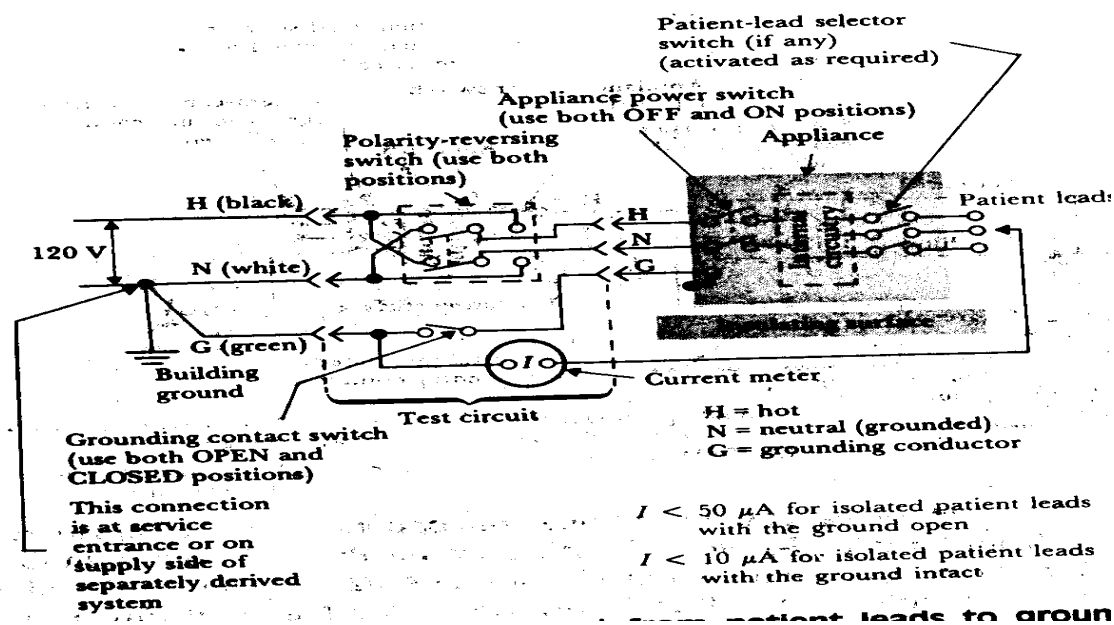 Patient-lead selector
switch (if any)
(activated as required)
Appliance power switch
(use both OFF and ON positions)
Appliance
Polarity-reversing
switch (use both
positions)
H (black)
H
Patient leads
120 V
N
N (white)
G
Internal
circuitry
Insulating surface
G (green)
I
Building
ground
Current meter
Test circuit
H = hot
N = neutral (grounded)
G = grounding conductor
Grounding contact switch
(use both OPEN and
CLOSED positions)
This connection
is at service
entrance or on
supply side of
separately derived
system
I < 50 μA for isolated patient leads
with the ground open
I < 10 μA for isolated patient leads
with the ground intact
from patient leads to groun